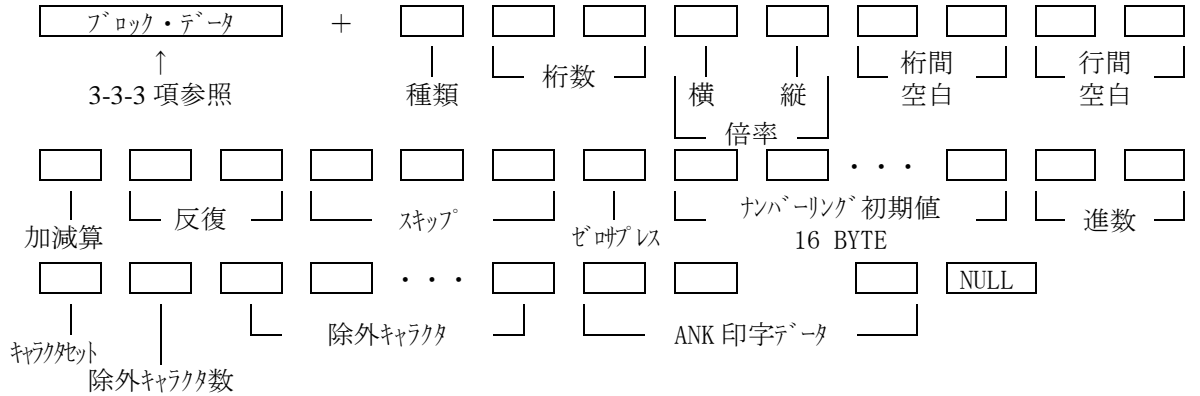 ﾌﾞﾛｯｸ・ﾃﾞｰﾀ +
↑
3-3-3 項参照 種類 桁数 横 縦 桁間 行間
空白 空白
倍率
・・・
加減算 反復 ｽｷｯﾌﾟ ｾﾞﾛｻﾌﾟﾚｽ ﾅﾝﾊﾞｰﾘﾝｸﾞ初期値 進数
16 BYTE
・・・ NULL
ｷｬﾗｸﾀｾｯﾄ 除外ｷｬﾗｸﾀ ANK 印字ﾃﾞｰﾀ
除外ｷｬﾗｸﾀ数